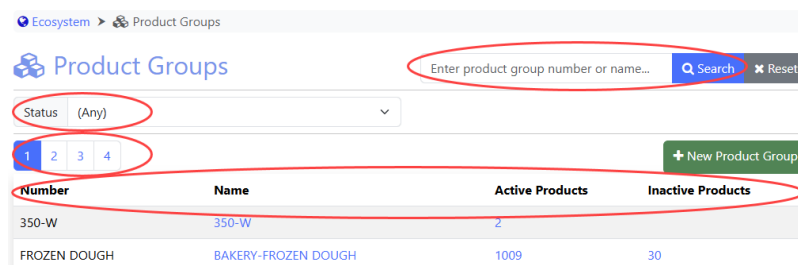 Ecosystem > Product Groups
Product Groups
Enter product group number or name... Search × Reset
Status (Any)
1 2 3 4
+ New Product Group
Number Name Active Products Inactive Products
350-W 350-W 2
FROZEN DOUGH BAKERY-FROZEN DOUGH 1009 30